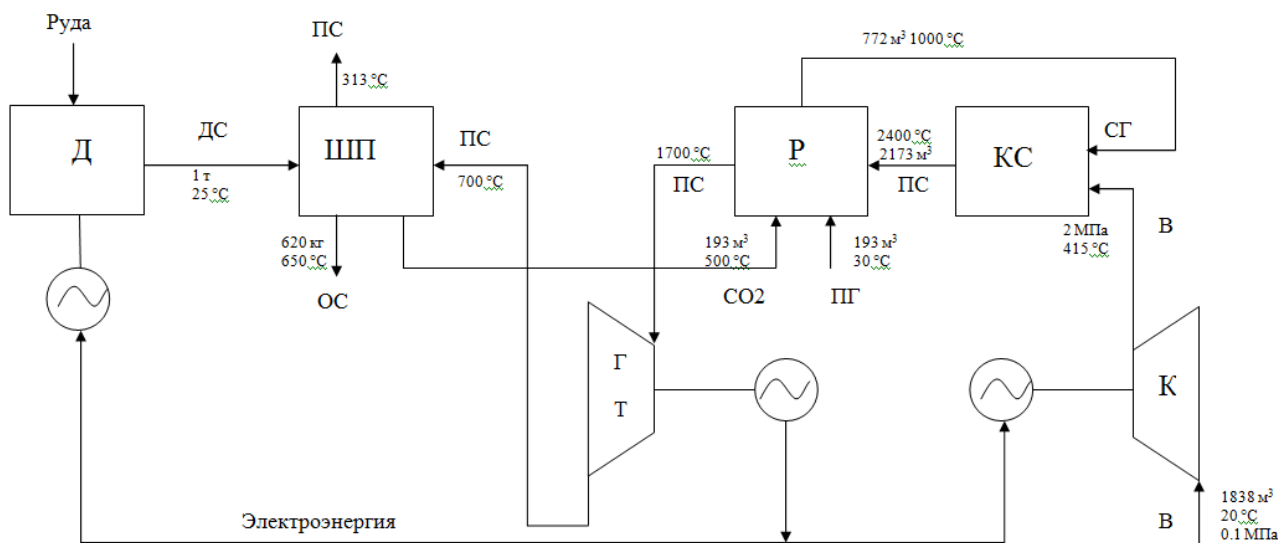 Руда
ПС
313 °С
772 м³ 1000 °С
Д
ДС
1 т
25 °С
ШП
ПС
700 °С
1700 °С
ПС
Р
2400 °С
2173 м³
ПС
КС
СГ
2 МПа
415 °С
В
620 кг
650 °С
ОС
193 м³
500 °С
СО2
193 м³
30 °С
ПГ
Г
Т
К
Электроэнергия
В
1838 м³
20 °С
0.1 МПа